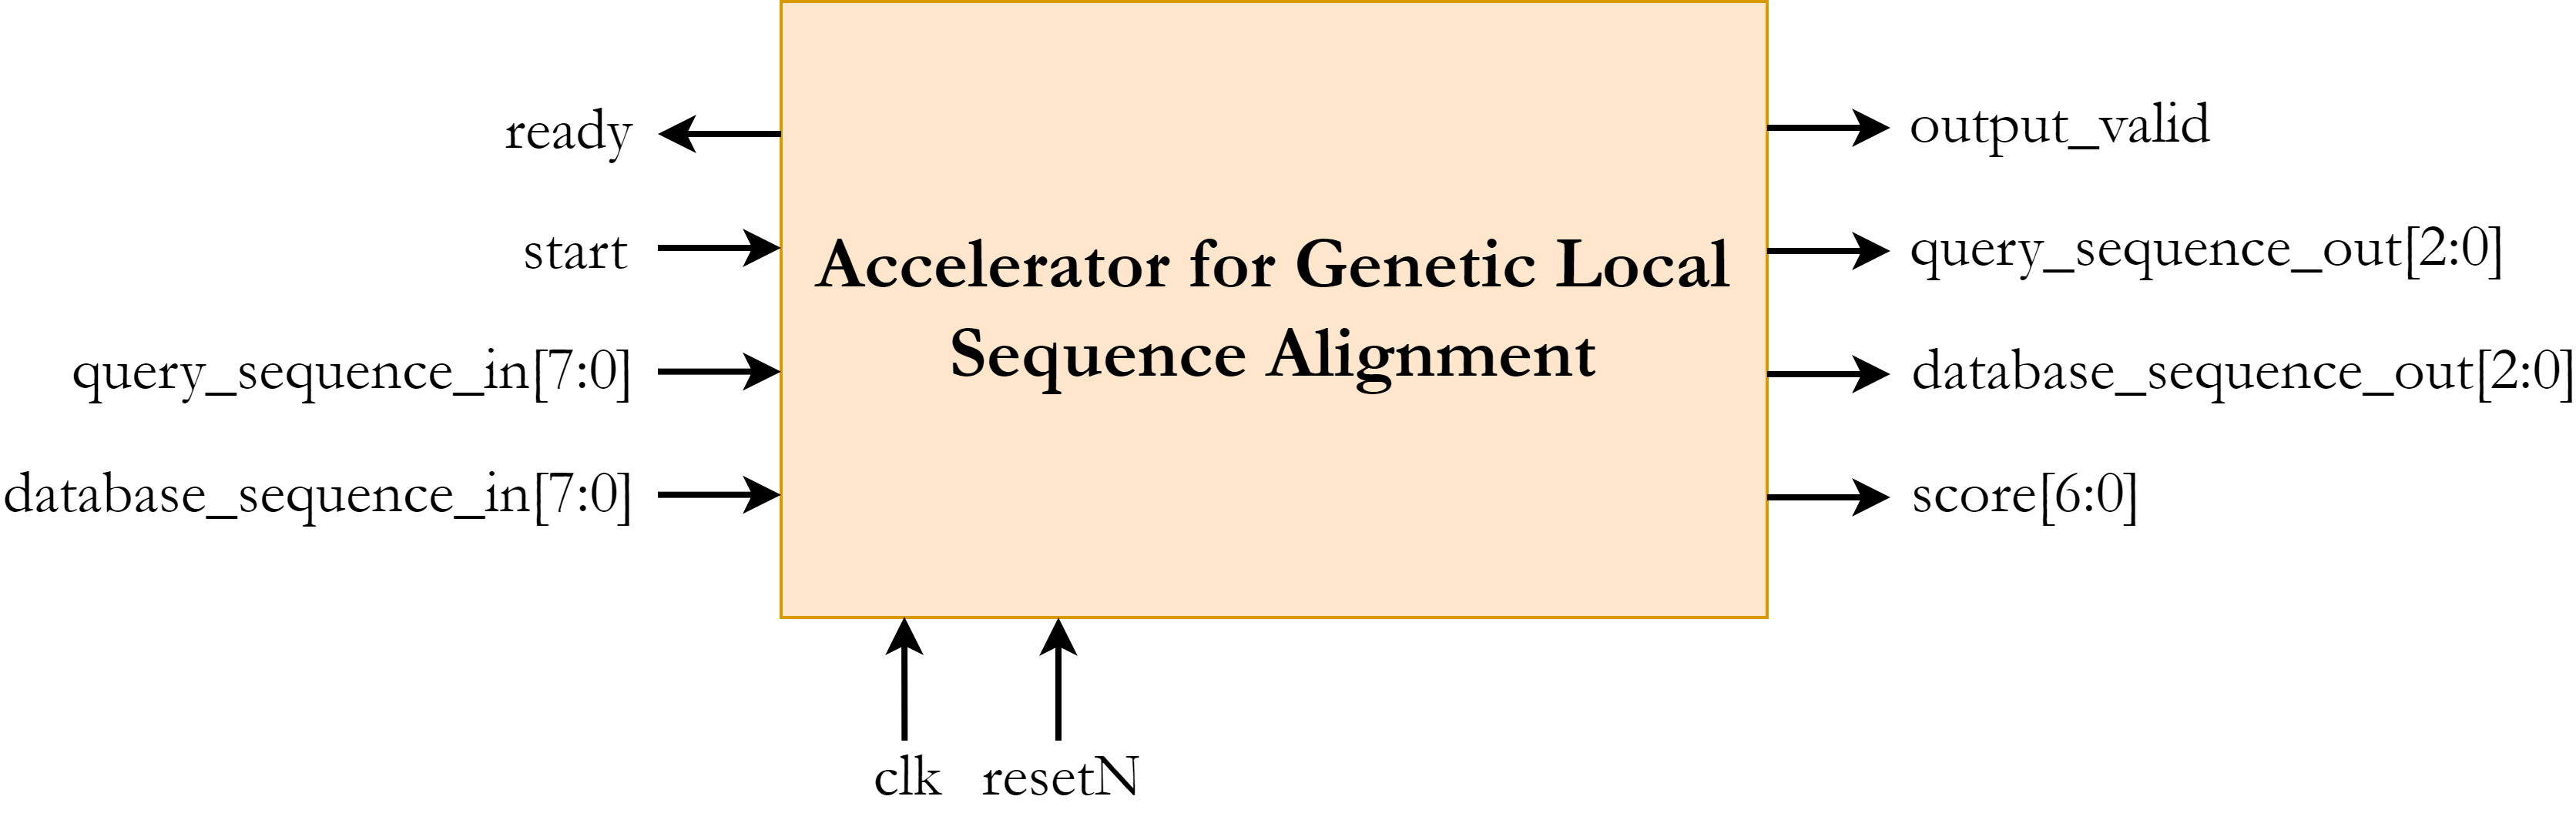 ready
start
query_sequence_in[7:0]
database_sequence_in[7:0]
Accelerator for Genetic Local
Sequence Alignment
output_valid
query_sequence_out[2:0]
database_sequence_out[2:0]
score[6:0]
clk
resetN